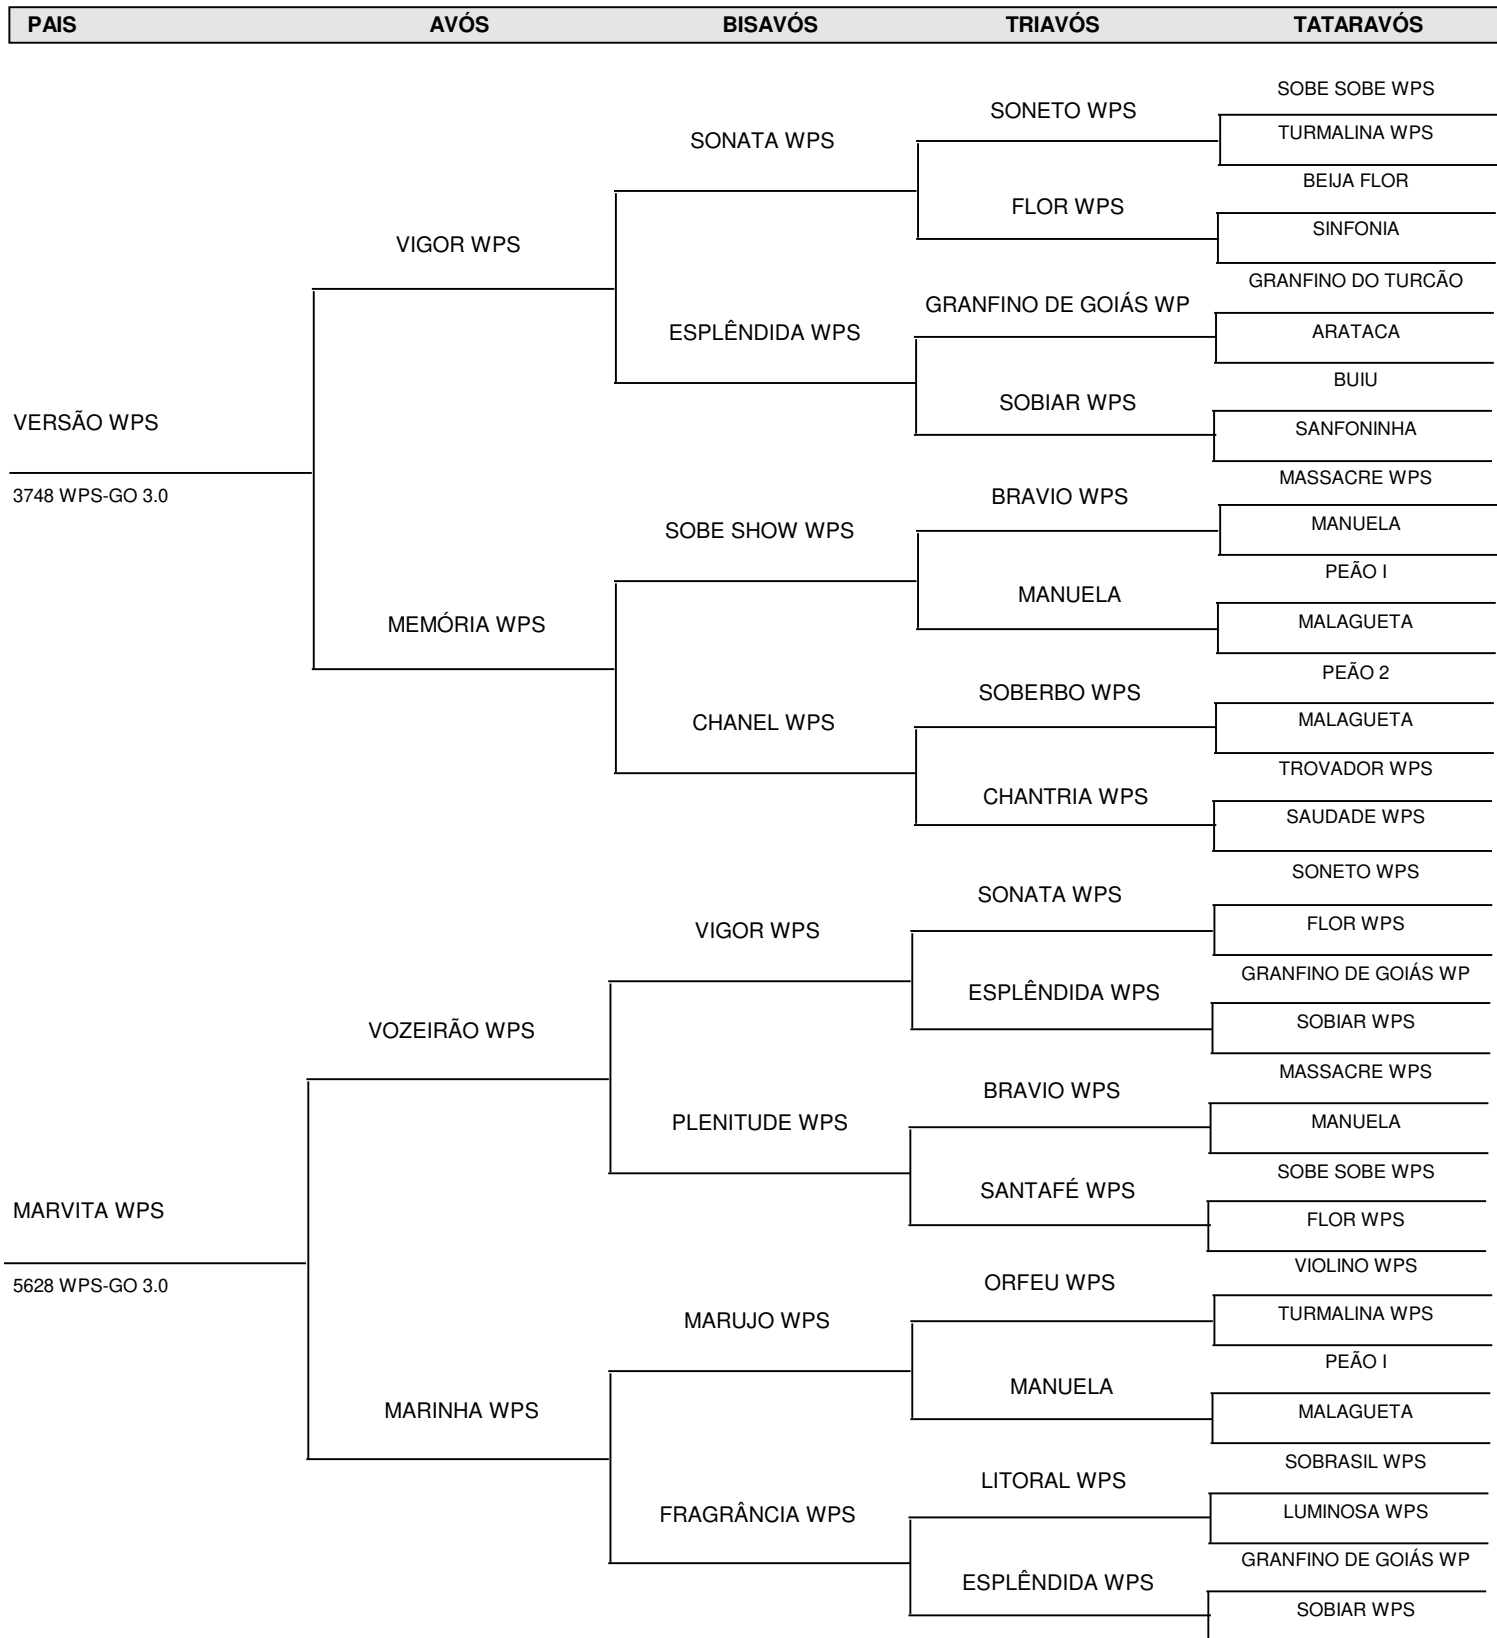 PAIS AVÓS BISAVÓS TRIAVÓS TATARAVÓS
SOBE SOBE WPS
SONETO WPS
TURMALINA WPS
SONATA WPS
BEIJA FLOR
FLOR WPS
SINFONIA
VIGOR WPS
GRANFINO DO TURCÃO
GRANFINO DE GOIÁS WP
ARATACA
ESPLÊNDIDA WPS
BUIU
SOBIAR WPS
SANFONINHA
VERSÃO WPS
3748 WPS-GO 3.0
MASSACRE WPS
BRAVIO WPS
MANUELA
SOBE SHOW WPS
PEÃO I
MANUELA
MALAGUETA
MEMÓRIA WPS
PEÃO 2
SOBERBO WPS
MALAGUETA
CHANEL WPS
TROVADOR WPS
CHANTRIA WPS
SAUDADE WPS
SONETO WPS
SONATA WPS
FLOR WPS
VIGOR WPS
GRANFINO DE GOIÁS WP
ESPLÊNDIDA WPS
SOBIAR WPS
VOZEIRÃO WPS
MASSACRE WPS
BRAVIO WPS
MANUELA
PLENITUDE WPS
SOBE SOBE WPS
SANTAFÉ WPS
FLOR WPS
MARVITA WPS
5628 WPS-GO 3.0
VIOLINO WPS
ORFEU WPS
TURMALINA WPS
MARUJO WPS
PEÃO I
MANUELA
MALAGUETA
MARINHA WPS
SOBRASIL WPS
LITORAL WPS
LUMINOSA WPS
FRAGRÂNCIA WPS
GRANFINO DE GOIÁS WP
ESPLÊNDIDA WPS
SOBIAR WPS